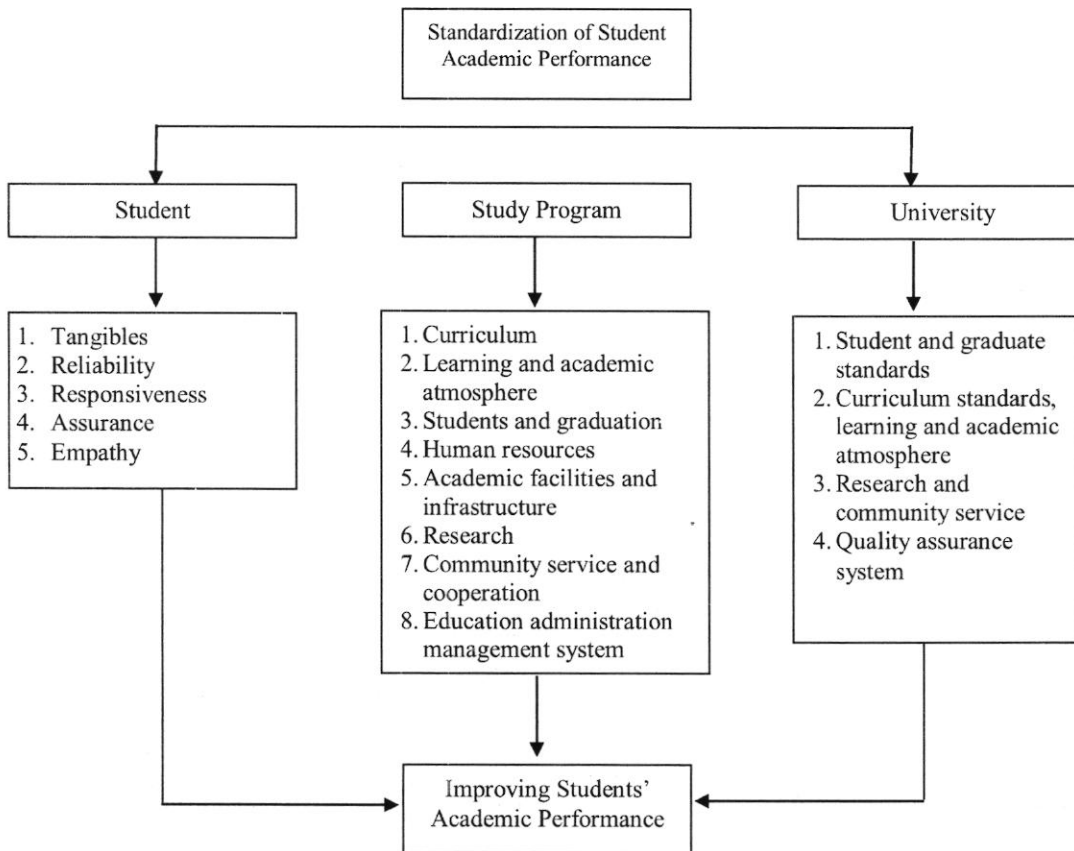 Standardization of Student
Academic Performance
Student
Study Program
University
1. Tangibles
2. Reliability
3. Responsiveness
4. Assurance
5. Empathy
1. Curriculum
2. Learning and academic
atmosphere
3. Students and graduation
4. Human resources
5. Academic facilities and
infrastructure
6. Research
7. Community service and
cooperation
8. Education administration
management system
1. Student and graduate
standards
2. Curriculum standards,
learning and academic
atmosphere
3. Research and
community service
4. Quality assurance
system
Improving Students’
Academic Performance